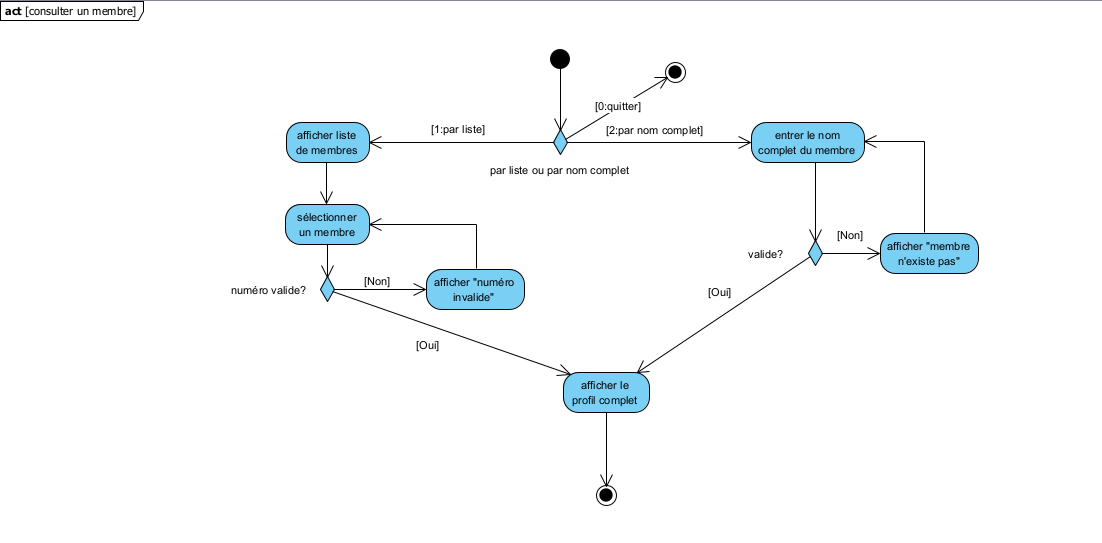 act [consulter un membre]
[0:quitter]
[1:par liste]
[2:par nom complet]
afficher liste
de membres
entrer le nom
complet du membre
par liste ou par nom complet
sélectionner
un membre
[Non]
afficher "membre
n'existe pas"
valide?
numéro valide?
[Non]
afficher "numéro
invalide"
[Oui]
[Oui]
afficher le
profil complet